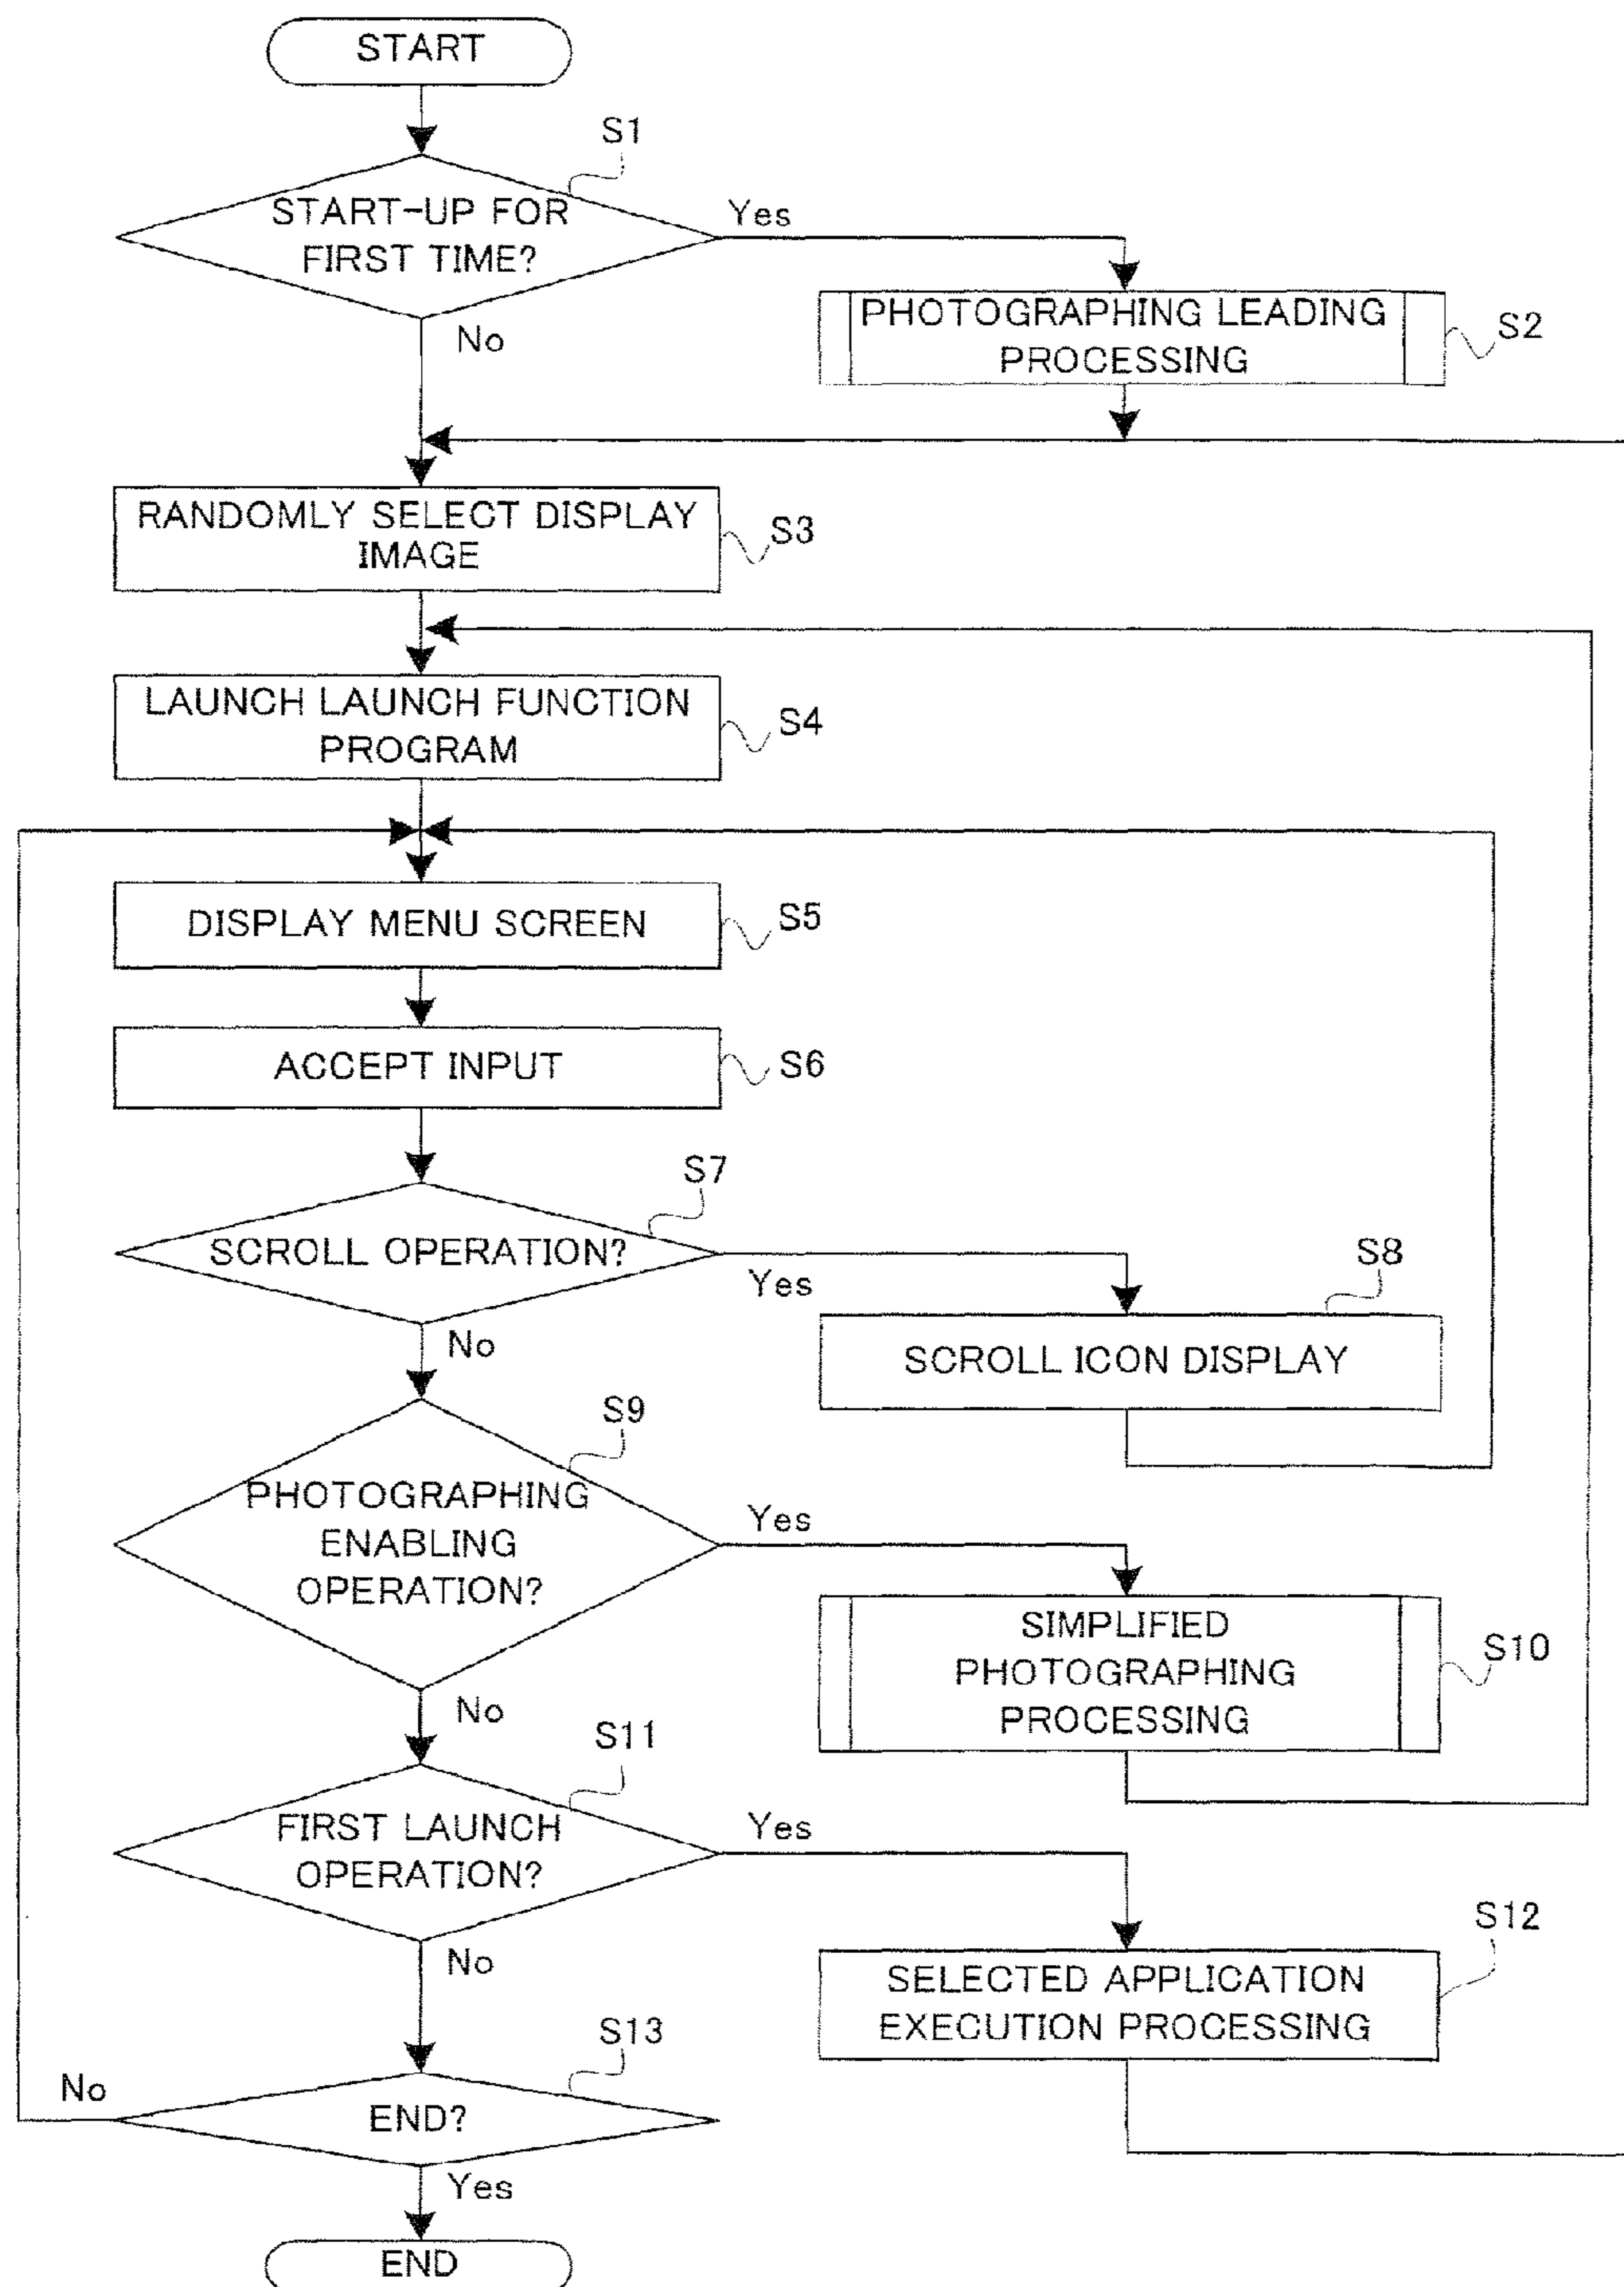 START
S1
START-UP FOR
FIRST TIME?
Yes
No
PHOTOGRAPHING LEADING
PROCESSING
S2
RANDOMLY SELECT DISPLAY
IMAGE
S3
LAUNCH LAUNCH FUNCTION
PROGRAM
S4
DISPLAY MENU SCREEN
S5
ACCEPT INPUT
S6
S7
SCROLL OPERATION?
Yes
No
S8
SCROLL ICON DISPLAY
S9
PHOTOGRAPHING
ENABLING
OPERATION?
Yes
No
SIMPLIFIED
PHOTOGRAPHING
PROCESSING
S10
S11
FIRST LAUNCH
OPERATION?
Yes
No
S12
SELECTED APPLICATION
EXECUTION PROCESSING
S13
END?
No
Yes
END